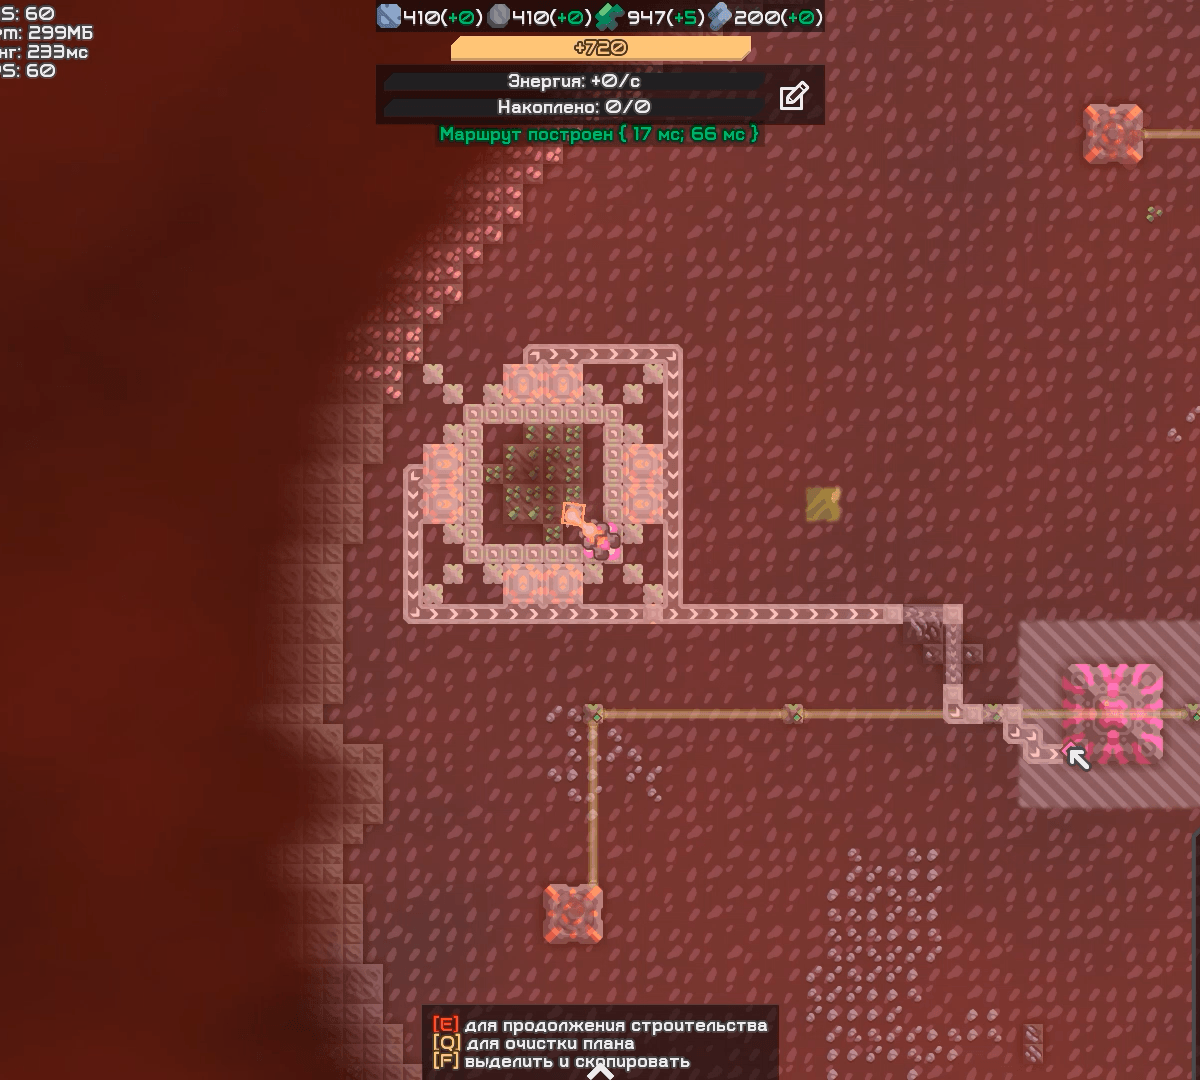 S: 60
m: 299МБ
нг: 233мс
S: 60
410(+0) 410(+0) 947(+5) 200(+0)
+720
Энергия: +0/с
Накоплено: 0/0
Маршрут построен { 17 мс; 66 мс }
[E] для продолжения строительства
[Q] для очистки плана
[F] выделить и скопировать